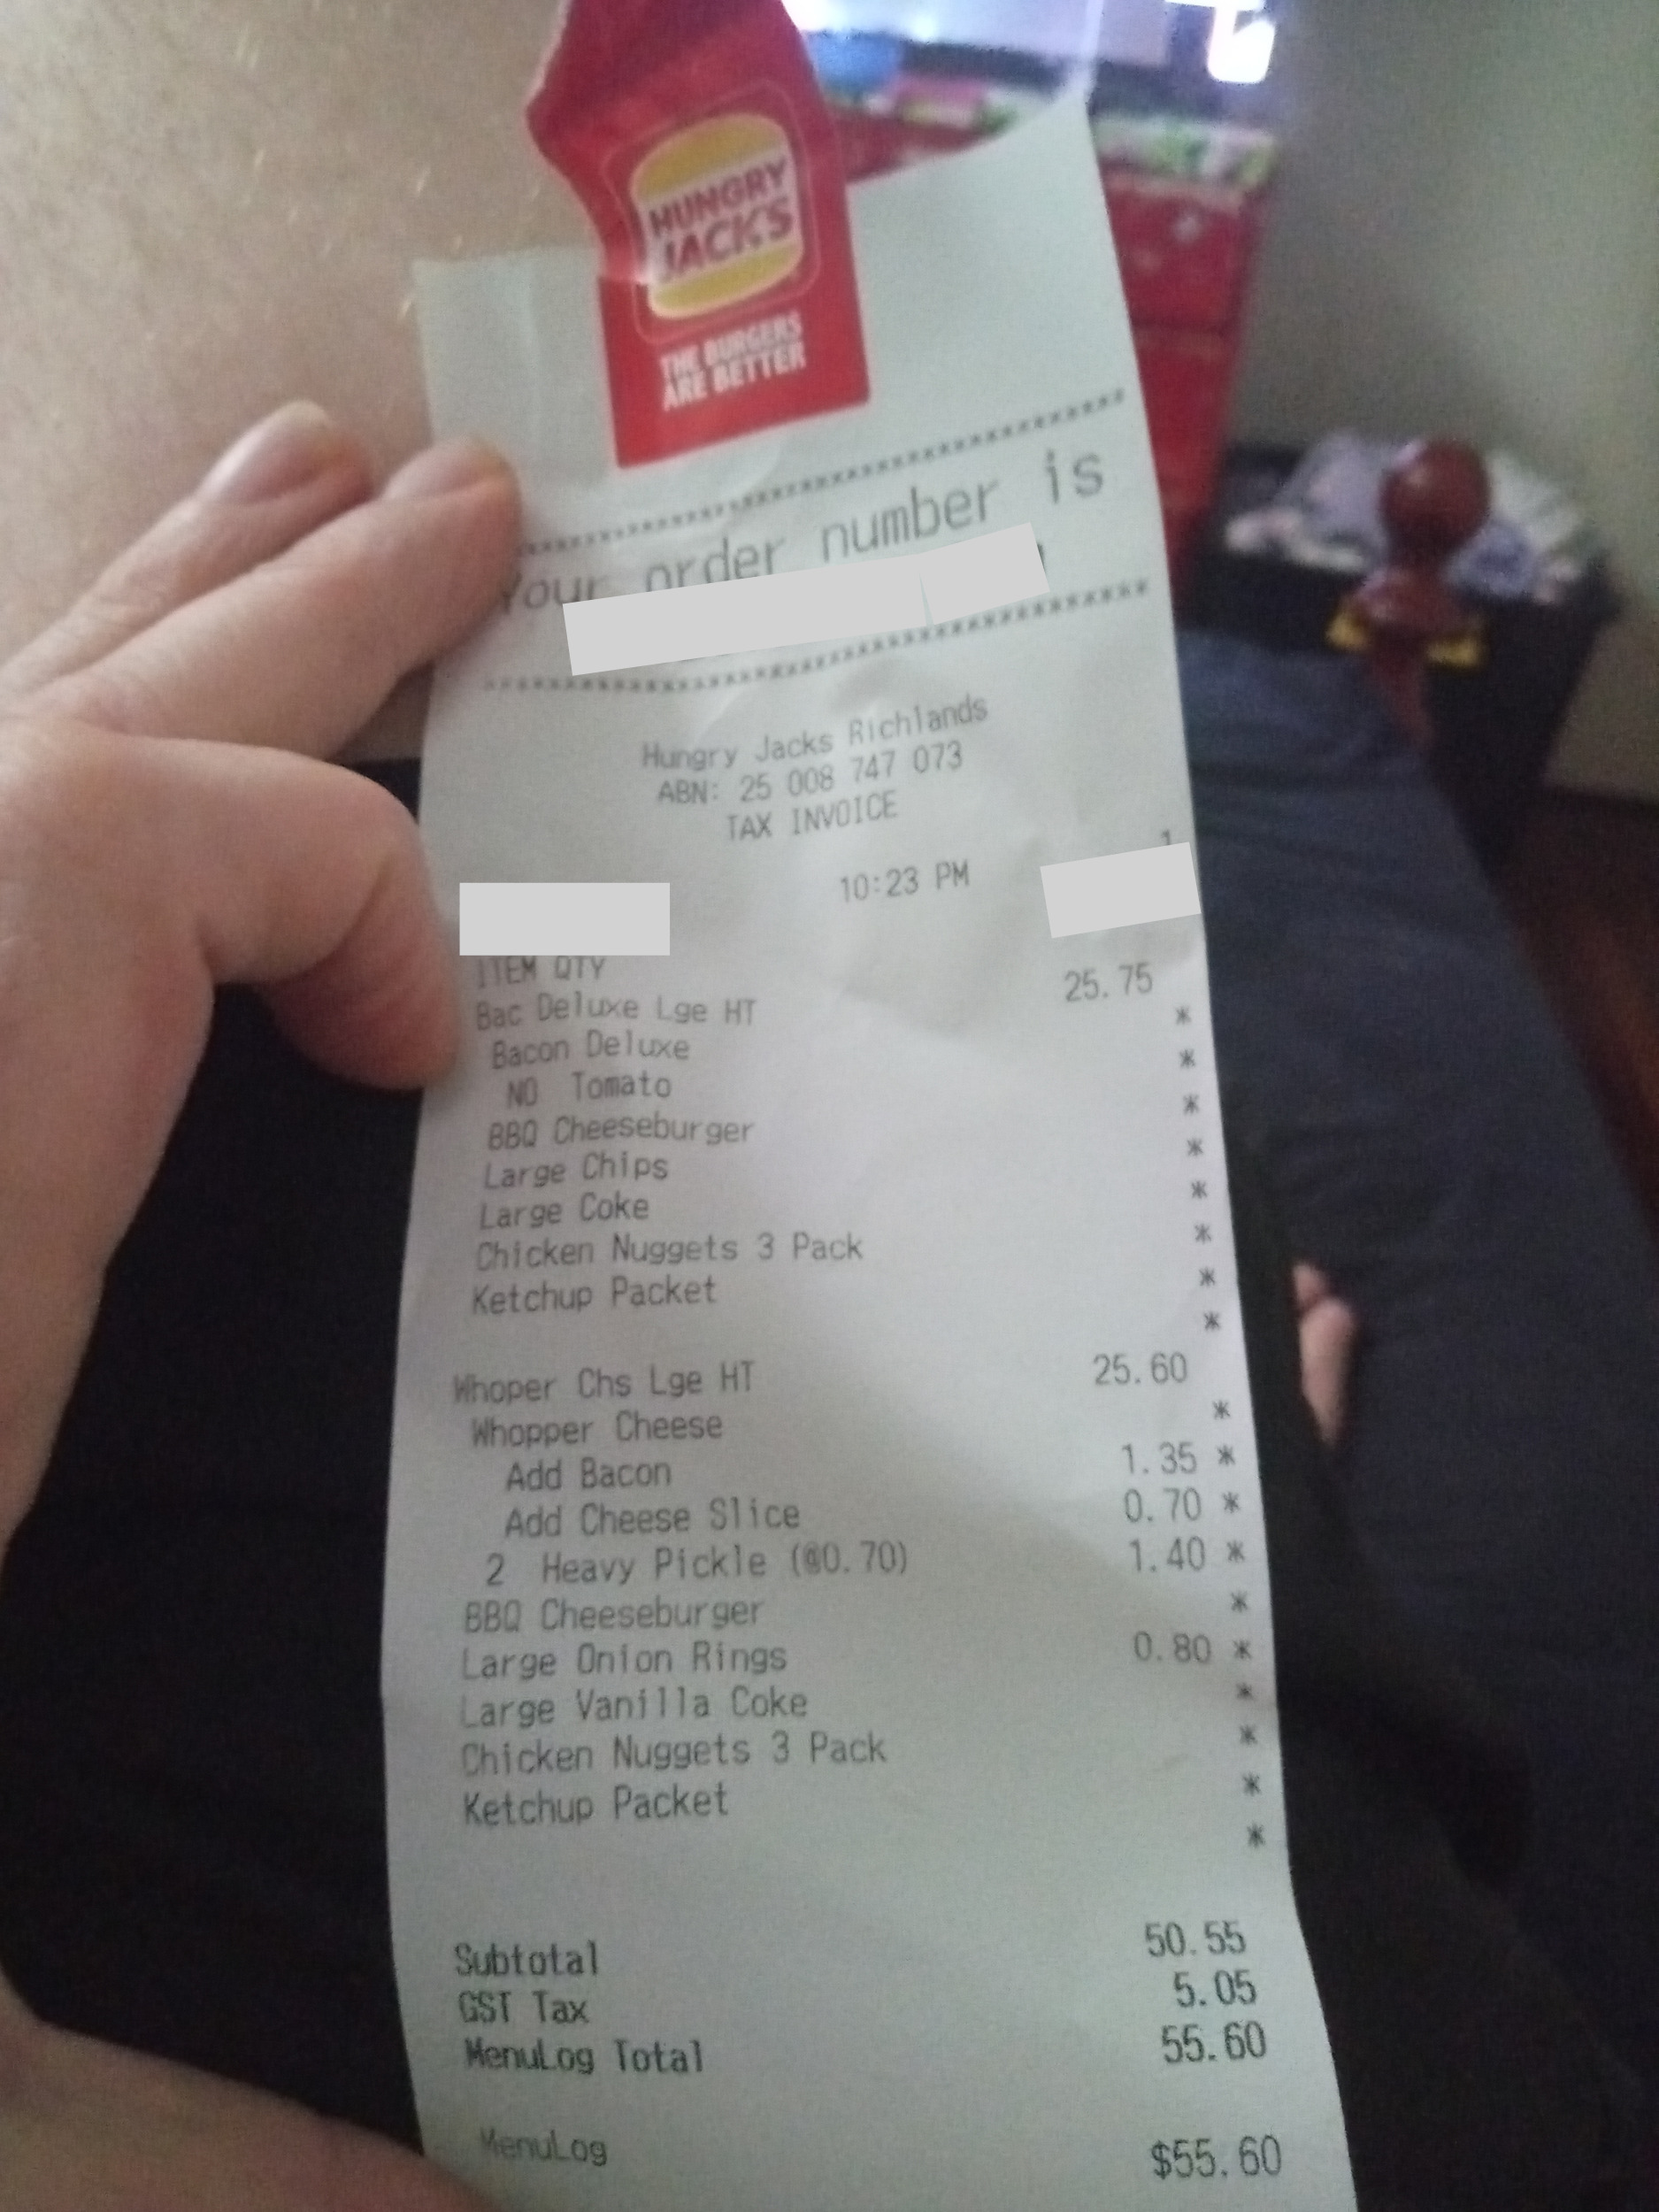 HUNGRY
JACK'S
THE BURGERS
ARE BETTER
Your order number is
Hungry Jacks Richlands
ABN: 25 008 747 073
TAX INVOICE
10:23 PM
ITEM QTY
Bac Deluxe Lge HT 25.75
*
Bacon Deluxe *
NO Tomato *
BBQ Cheeseburger *
Large Chips *
Large Coke *
Chicken Nuggets 3 Pack *
Ketchup Packet *
Whoper Chs Lge HT 25.60
Whopper Cheese *
Add Bacon 1.35 *
Add Cheese Slice 0.70 *
2 Heavy Pickle (@0.70) 1.40 *
BBQ Cheeseburger *
Large Onion Rings 0.80 *
Large Vanilla Coke *
Chicken Nuggets 3 Pack *
Ketchup Packet *
*
Subtotal 50.55
GST Tax 5.05
MenuLog Total 55.60
MenuLog $55.60